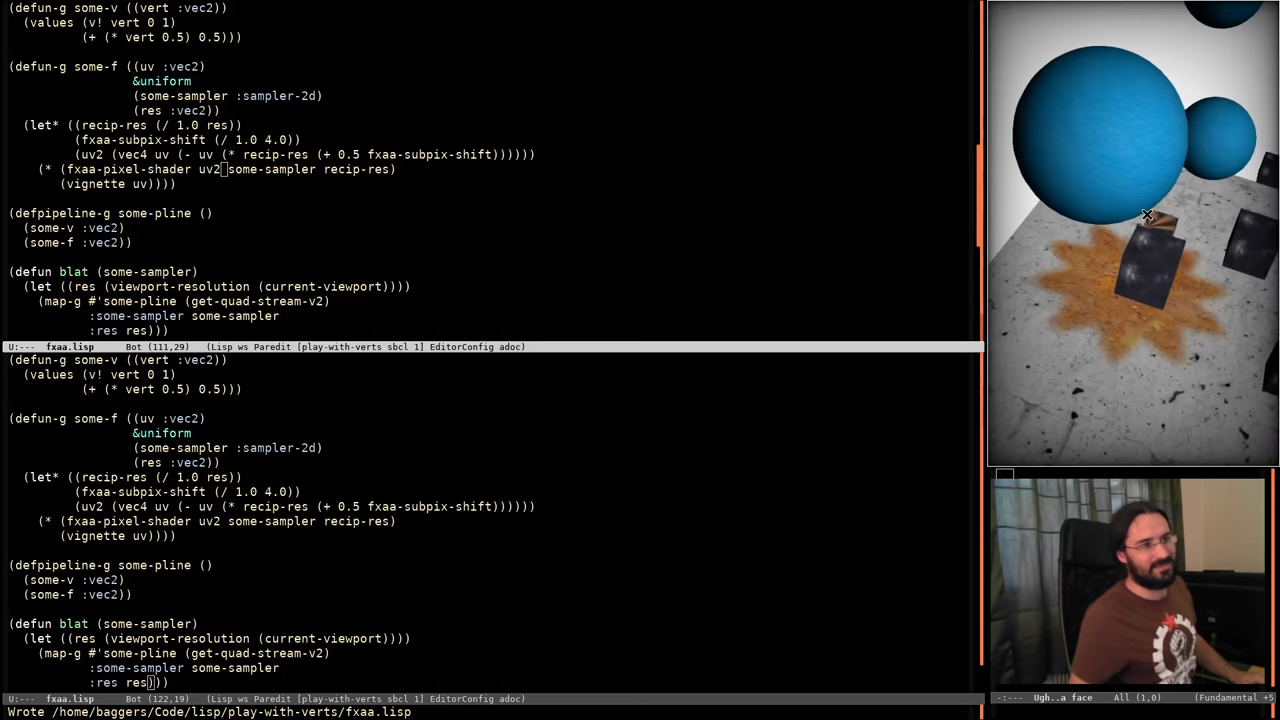 (defun-g some-v ((vert :vec2))
  (values (v! vert 0 1)
          (+ (* vert 0.5) 0.5)))
(defun-g some-f ((uv :vec2)
                 &uniform
                 (some-sampler :sampler-2d)
                 (res :vec2))
  (let* ((recip-res (/ 1.0 res))
         (fxaa-subpix-shift (/ 1.0 4.0))
         (uv2 (vec4 uv (- uv (* recip-res (+ 0.5 fxaa-subpix-shift))))))
    (* (fxaa-pixel-shader uv2 some-sampler recip-res)
       (vignette uv))))
(defpipeline-g some-pline ()
  (some-v :vec2)
  (some-f :vec2))
(defun blat (some-sampler)
  (let ((res (viewport-resolution (current-viewport))))
    (map-g #'some-pline (get-quad-stream-v2)
           :some-sampler some-sampler
           :res res)))
U:---  fxaa.lisp      Bot (111,29)   (Lisp ws Paredit [play-with-verts sbcl 1] EditorConfig adoc)
(defun-g some-v ((vert :vec2))
  (values (v! vert 0 1)
          (+ (* vert 0.5) 0.5)))
(defun-g some-f ((uv :vec2)
                 &uniform
                 (some-sampler :sampler-2d)
                 (res :vec2))
  (let* ((recip-res (/ 1.0 res))
         (fxaa-subpix-shift (/ 1.0 4.0))
         (uv2 (vec4 uv (- uv (* recip-res (+ 0.5 fxaa-subpix-shift))))))
    (* (fxaa-pixel-shader uv2 some-sampler recip-res)
       (vignette uv))))
(defpipeline-g some-pline ()
  (some-v :vec2)
  (some-f :vec2))
(defun blat (some-sampler)
  (let ((res (viewport-resolution (current-viewport))))
    (map-g #'some-pline (get-quad-stream-v2)
           :some-sampler some-sampler
           :res res)))
U:---  fxaa.lisp      Bot (122,19)   (Lisp ws Paredit [play-with-verts sbcl 1] EditorConfig adoc)
-:---  Ugh..a face    All (1,0)      (Fundamental +5
Wrote /home/baggers/Code/lisp/play-with-verts/fxaa.lisp